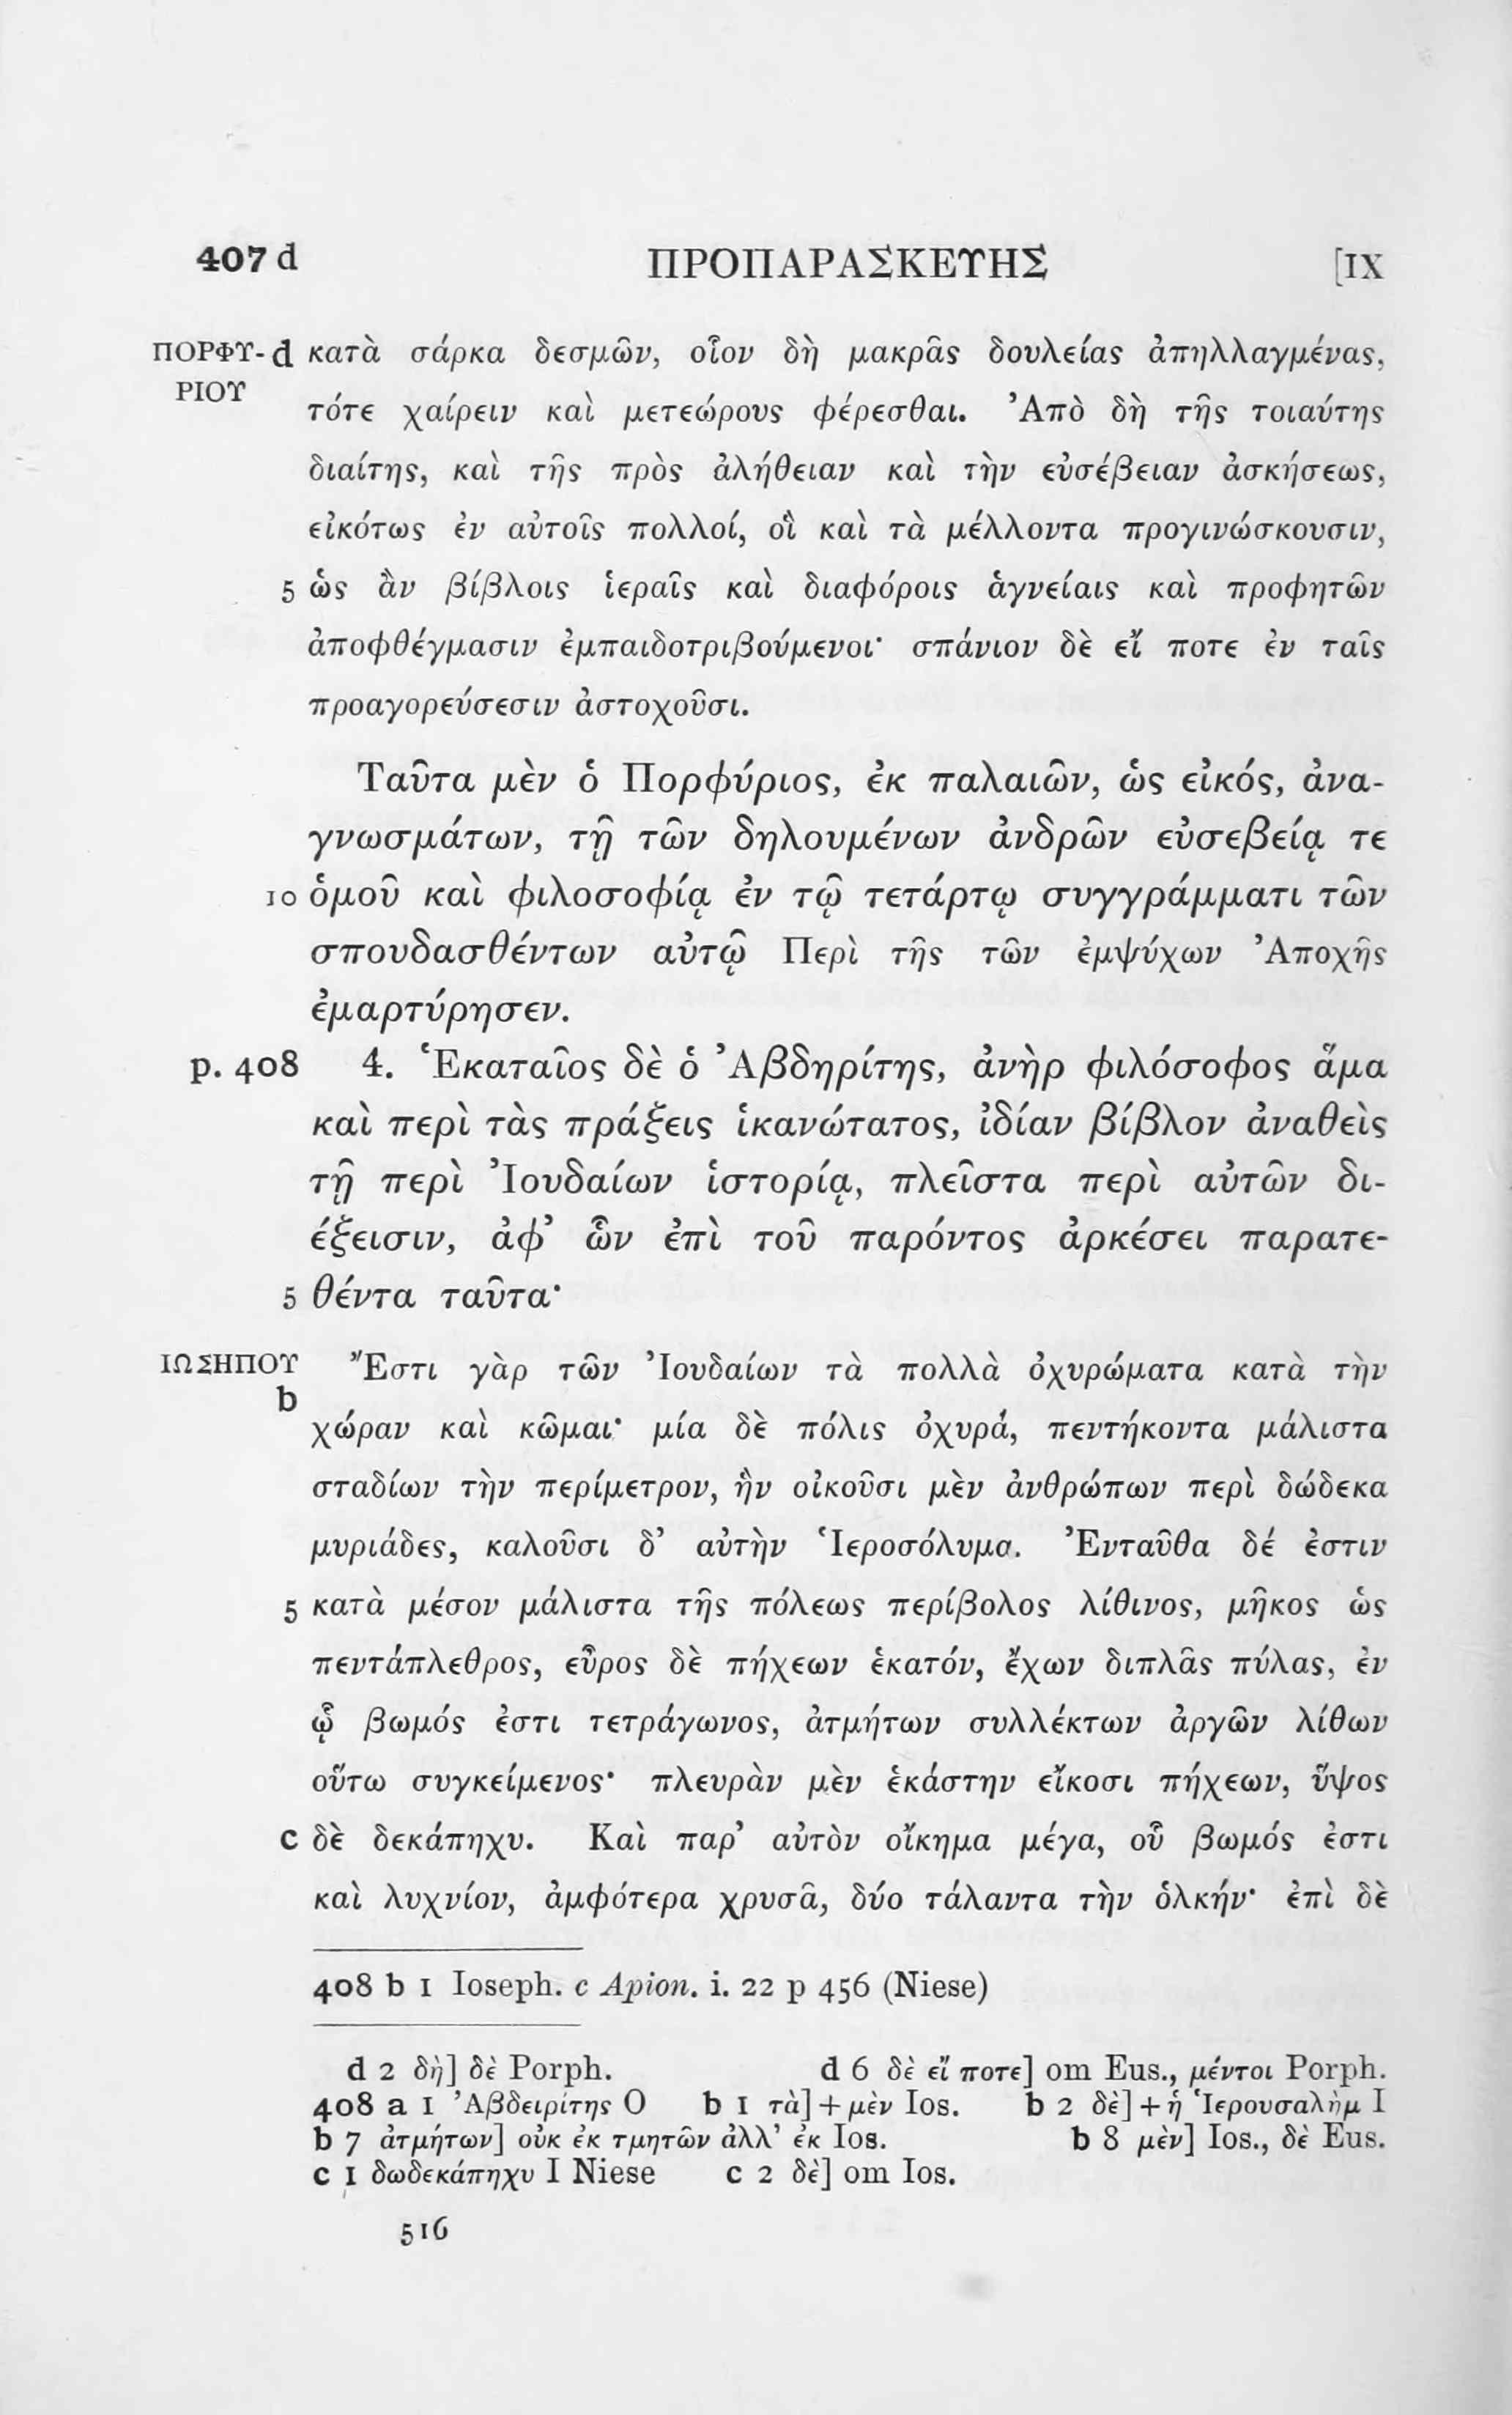 407 d ΠΡΟΠΑΡΑΣΚΕΥΗΣ [IX
ΠΟΡΦΥ- d κατὰ σάρκα δεσμῶν, οἷον δὴ μακρᾶς δουλείας ἀπηλλαγμένας,
ΡΙΟΥ τότε χαίρειν καὶ μετεώρους φέρεσθαι. Ἀπὸ δὴ τῆς τοιαύτης
διαίτης, καὶ τῆς πρὸς ἀλήθειαν καὶ τὴν εὐσέβειαν ἀσκήσεως,
εἰκότως ἐν αὐτοῖς πολλοί, οἳ καὶ τὰ μέλλοντα προγινώσκουσιν,
5 ὡς ἂν βίβλοις ἱεραῖς καὶ διαφόροις ἁγνείαις καὶ προφητῶν
ἀποφθέγμασιν ἐμπαιδοτριβούμενοι· σπάνιον δὲ εἴ ποτε ἐν ταῖς
προαγορεύσεσιν ἀστοχοῦσι.
Ταῦτα μὲν ὁ Πορφύριος, ἐκ παλαιῶν, ὡς εἰκός, ἀνα-
γνωσμάτων, τῇ τῶν δηλουμένων ἀνδρῶν εὐσεβείᾳ τε
10 ὁμοῦ καὶ φιλοσοφίᾳ ἐν τῷ τετάρτῳ συγγράμματι τῶν
σπουδασθέντων αὐτῷ Περὶ τῆς τῶν ἐμψύχων Ἀποχῆς
ἐμαρτύρησεν.
p. 408 4. Ἑκαταῖος δὲ ὁ Ἀβδηρίτης, ἀνὴρ φιλόσοφος ἅμα
καὶ περὶ τὰς πράξεις ἱκανώτατος, ἰδίαν βίβλον ἀναθεὶς
τῇ περὶ Ἰουδαίων ἱστορίᾳ, πλεῖστα περὶ αὐτῶν δι-
έξεισιν, ἀφ’ ὧν ἐπὶ τοῦ παρόντος ἀρκέσει παρατε-
5 θέντα ταῦτα·
ΙΩΣΗΠΟΥ Ἔστι γὰρ τῶν Ἰουδαίων τὰ πολλὰ ὀχυρώματα κατὰ τὴν
b
χώραν καὶ κῶμαι· μία δὲ πόλις ὀχυρά, πεντήκοντα μάλιστα
σταδίων τὴν περίμετρον, ἣν οἰκοῦσι μὲν ἀνθρώπων περὶ δώδεκα
μυριάδες, καλοῦσι δ’ αὐτὴν Ἱεροσόλυμα. Ἐνταῦθα δέ ἐστιν
5 κατὰ μέσον μάλιστα τῆς πόλεως περίβολος λίθινος, μῆκος ὡς
πεντάπλεθρος, εὖρος δὲ πήχεων ἑκατόν, ἔχων διπλᾶς πύλας, ἐν
ᾧ βωμός ἐστι τετράγωνος, ἀτμήτων συλλέκτων ἀργῶν λίθων
οὕτω συγκείμενος· πλευρὰν μὲν ἑκάστην εἴκοσι πήχεων, ὕψος
c δὲ δεκάπηχυ. Καὶ παρ’ αὐτὸν οἴκημα μέγα, οὗ βωμός ἐστι
καὶ λυχνίον, ἀμφότερα χρυσᾶ, δύο τάλαντα τὴν ὁλκήν· ἐπὶ δὲ
408 b 1 Ioseph. c Apion. i. 22 p 456 (Niese)
d 2 δὴ] δὲ Porph. d 6 δὲ εἴ ποτε] om Eus., μέντοι Porph.
408 a 1 Ἀβδειρίτης O b 1 τὰ] + μὲν Ios. b 2 δὲ] + ἡ Ἱερουσαλὴμ I
b 7 ἀτμήτων] οὐκ ἐκ τμητῶν ἀλλ’ ἐκ Ios. b 8 μὲν] Ios., δὲ Eus.
c 1 δωδεκάπηχυ I Niese c 2 δὲ] om Ios.
516